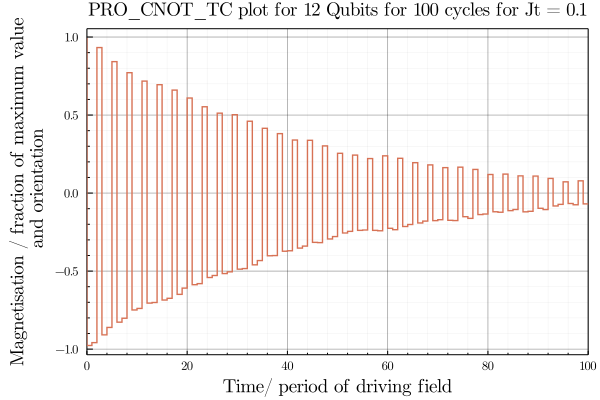 PRO_CNOT_TC plot for 12 Qubits for 100 cycles for Jt = 0.1
Magnetisation / fraction of maximum value
and orientation
1.0
0.5
0.0
−0.5
−1.0
0 20 40 60 80 100
Time/ period of driving field